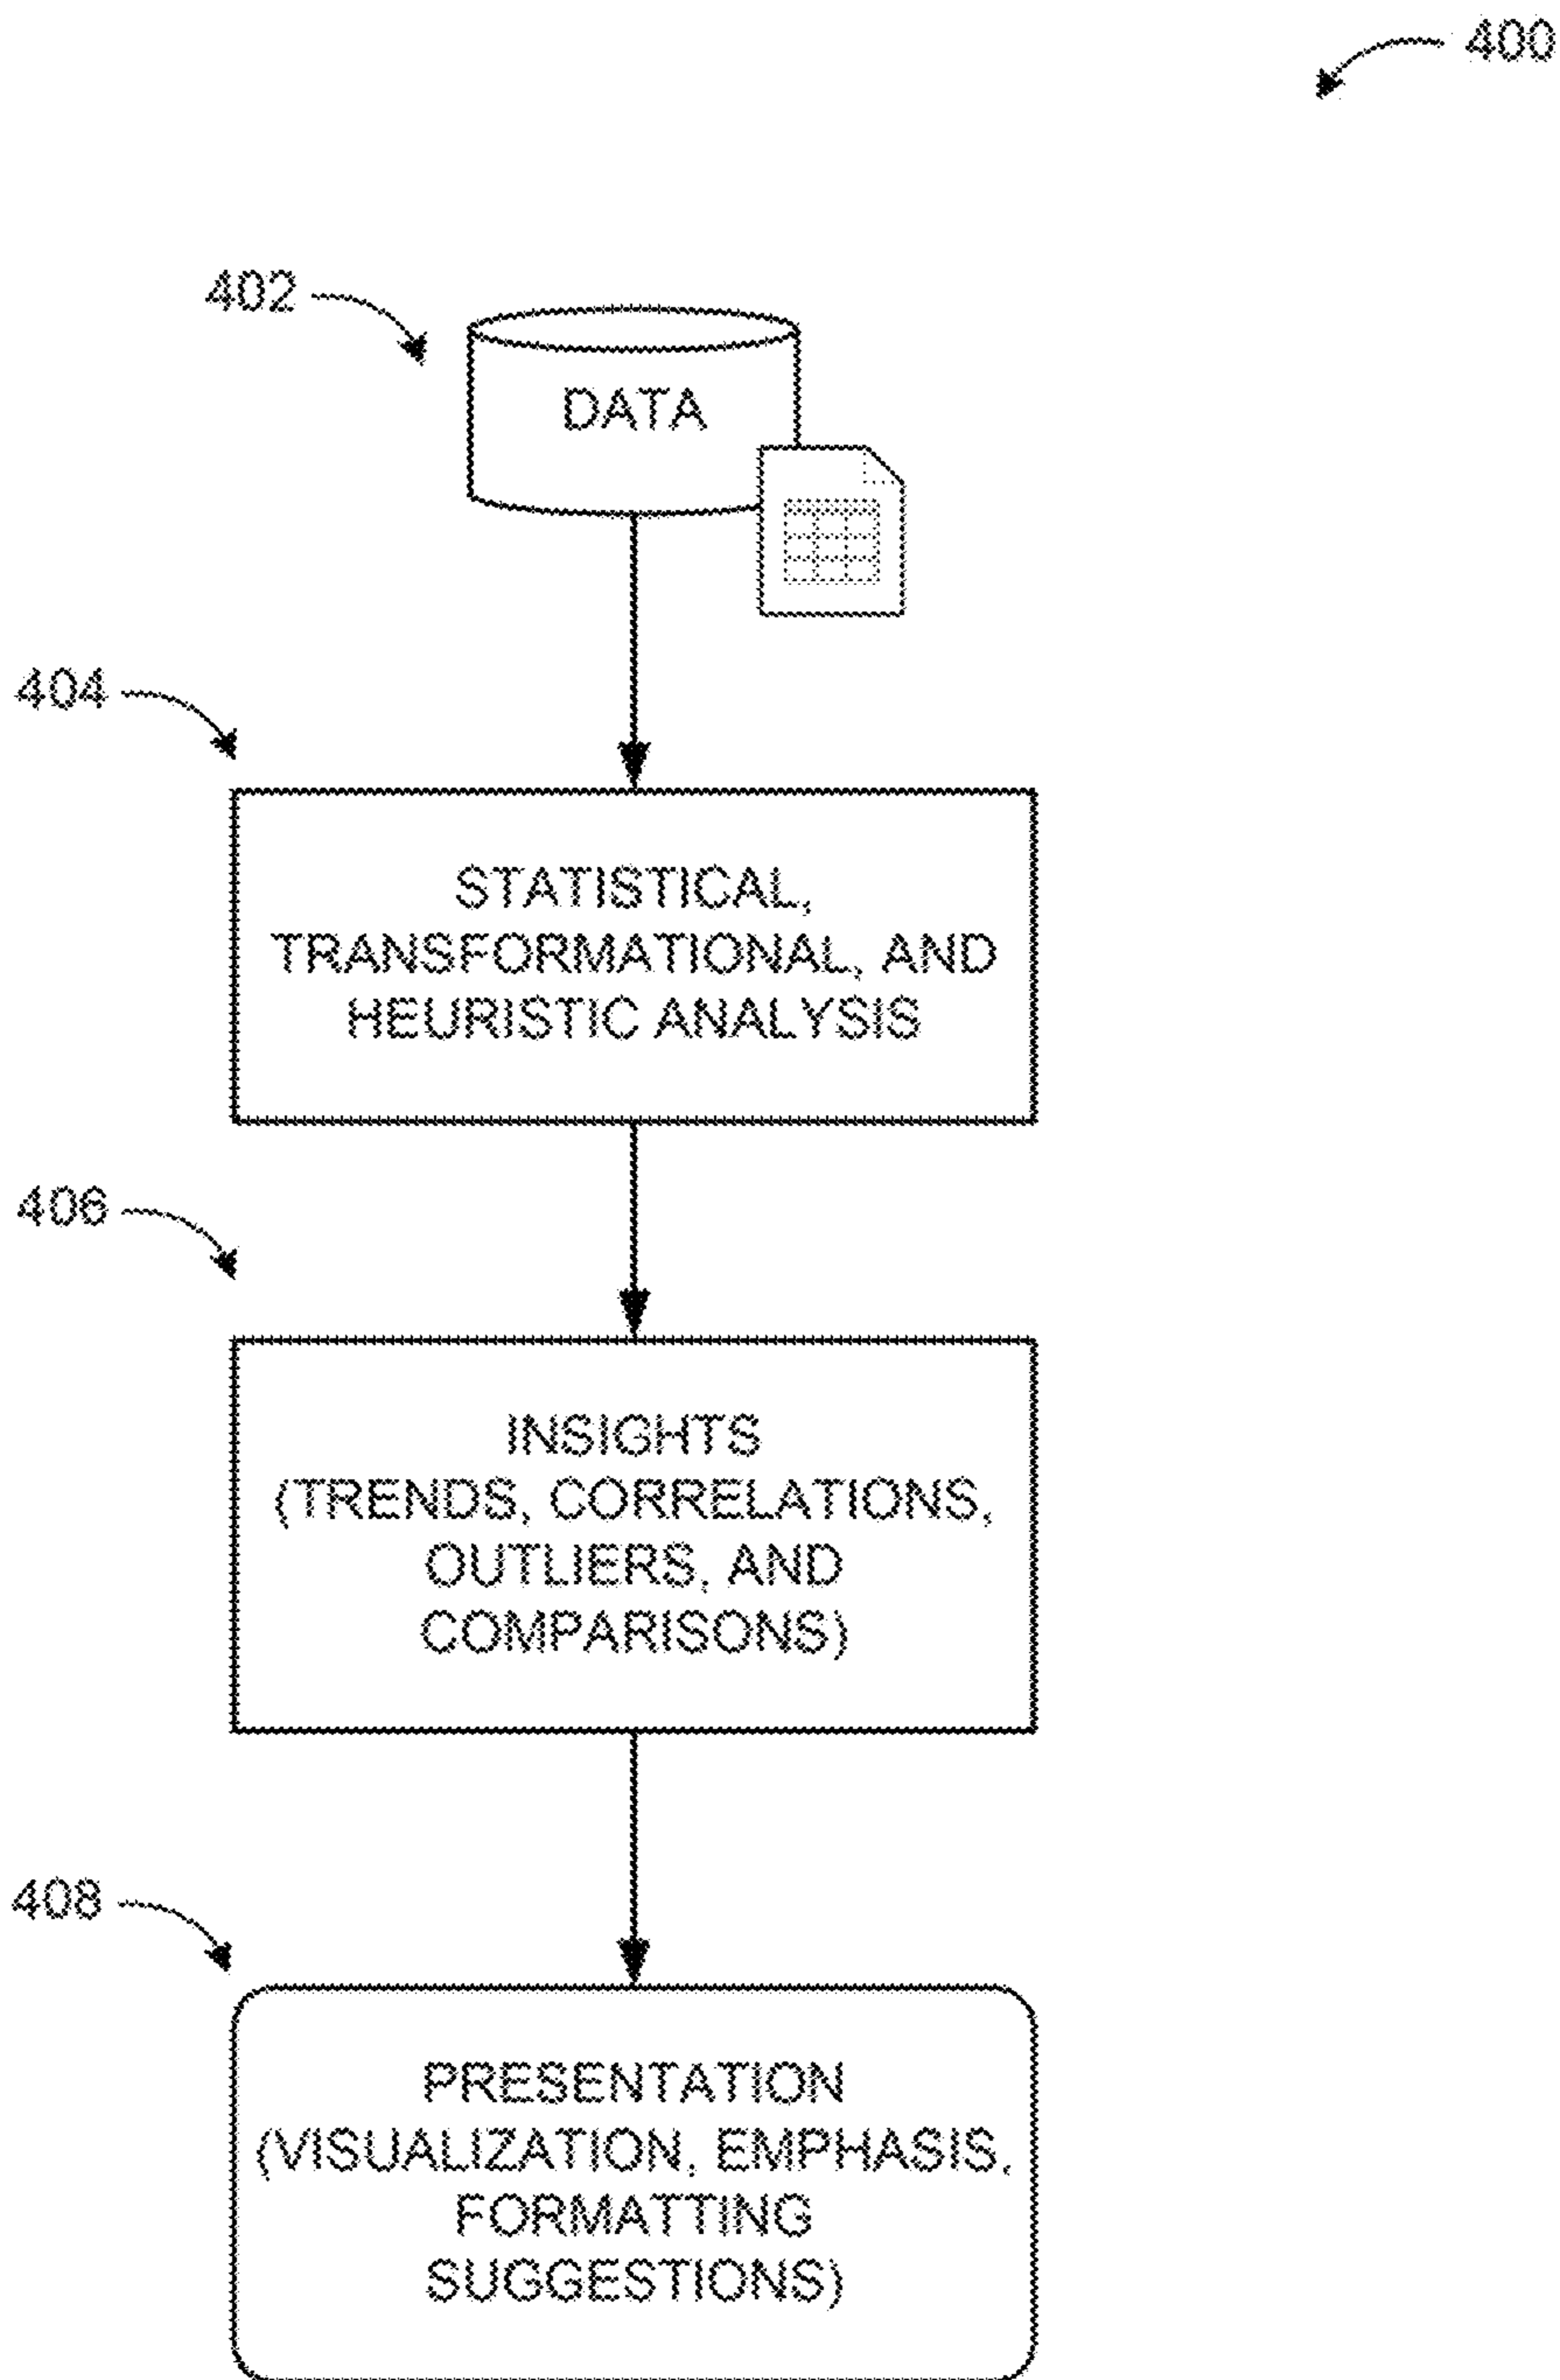 400
402
DATA
404
STATISTICAL,
TRANSFORMATIONAL, AND
HEURISTIC ANALYSIS
406
INSIGHTS
(TRENDS, CORRELATIONS,
OUTLIERS, AND
COMPARISONS)
408
PRESENTATION
(VISUALIZATION, EMPHASIS,
FORMATTING
SUGGESTIONS)